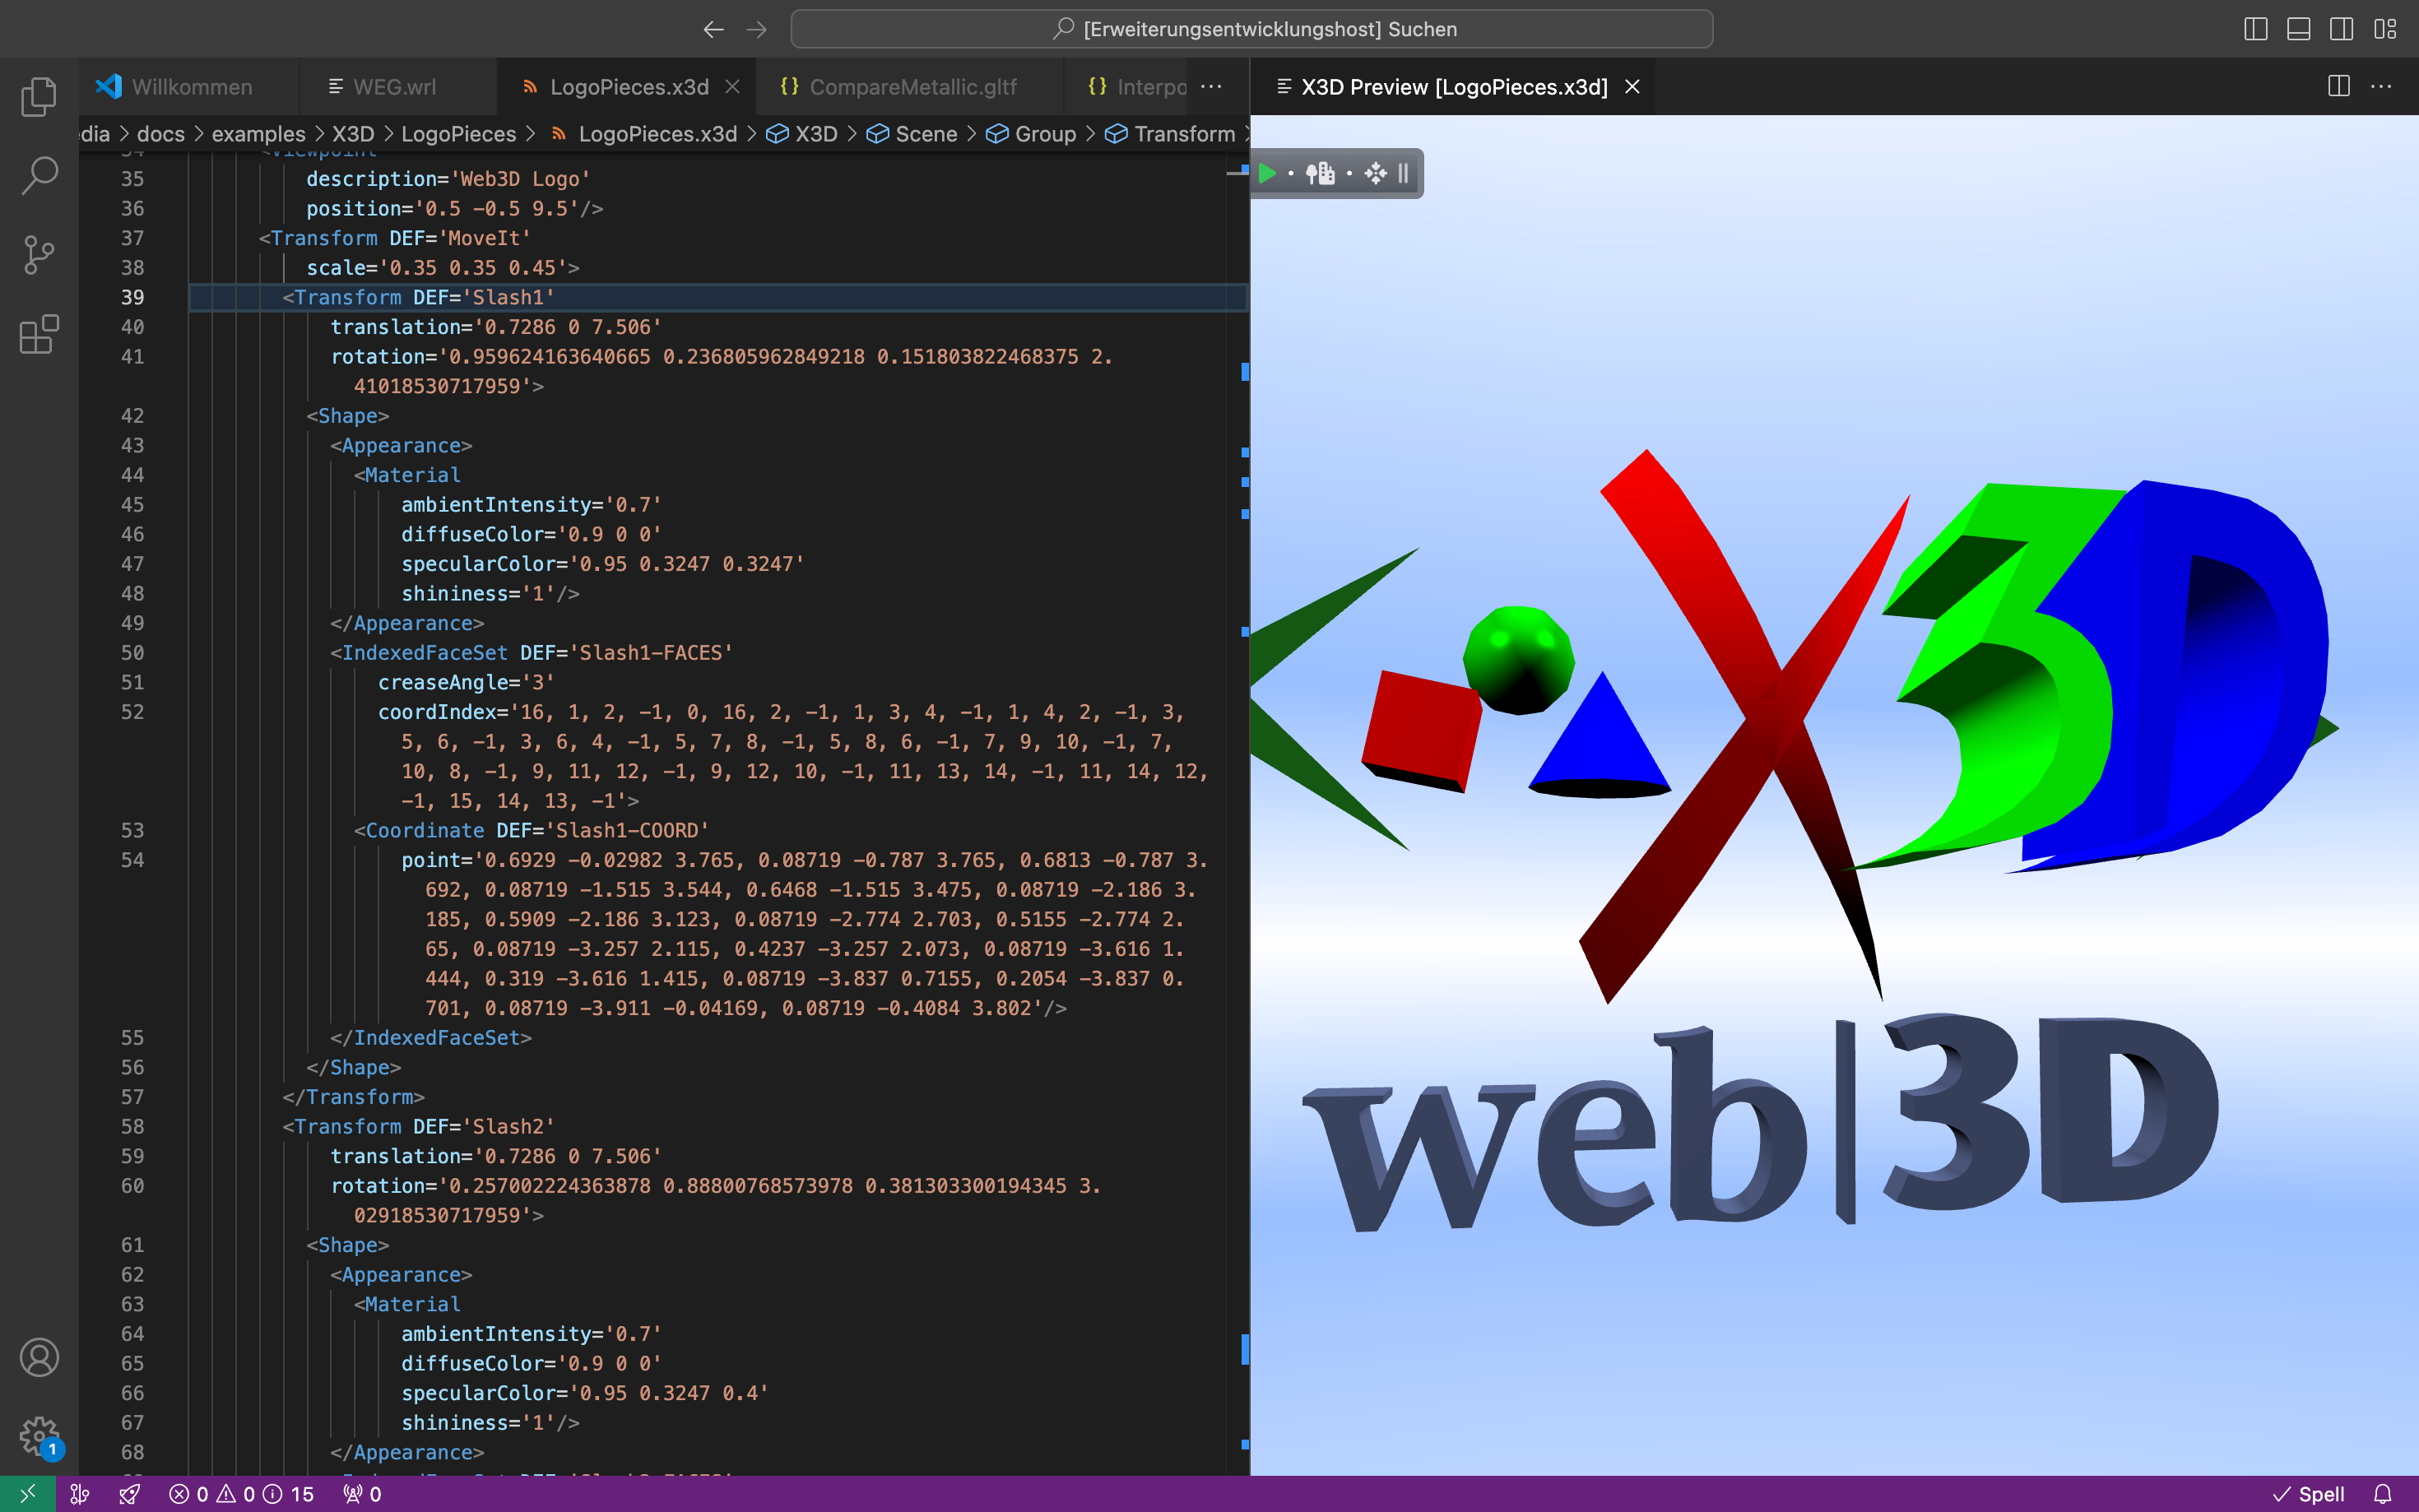 [Erweiterungsentwicklungshost] Suchen
Willkommen
WEG.wrl
LogoPieces.x3d
CompareMetallic.gltf
Interpo
X3D Preview [LogoPieces.x3d]
dia > docs > examples > X3D > LogoPieces > LogoPieces.x3d > X3D > Scene > Group > Transform >
34 <Viewpoint
35 description='Web3D Logo'
36 position='0.5 -0.5 9.5'/>
37 <Transform DEF='MoveIt'
38 scale='0.35 0.35 0.45'>
39 <Transform DEF='Slash1'
40 translation='0.7286 0 7.506'
41 rotation='0.959624163640665 0.236805962849218 0.151803822468375 2.
41018530717959'>
42 <Shape>
43 <Appearance>
44 <Material
45 ambientIntensity='0.7'
46 diffuseColor='0.9 0 0'
47 specularColor='0.95 0.3247 0.3247'
48 shininess='1'/>
49 </Appearance>
50 <IndexedFaceSet DEF='Slash1-FACES'
51 creaseAngle='3'
52 coordIndex='16, 1, 2, -1, 0, 16, 2, -1, 1, 3, 4, -1, 1, 4, 2, -1, 3,
5, 6, -1, 3, 6, 4, -1, 5, 7, 8, -1, 5, 8, 6, -1, 7, 9, 10, -1, 7,
10, 8, -1, 9, 11, 12, -1, 9, 12, 10, -1, 11, 13, 14, -1, 11, 14, 12,
-1, 15, 14, 13, -1'>
53 <Coordinate DEF='Slash1-COORD'
54 point='0.6929 -0.02982 3.765, 0.08719 -0.787 3.765, 0.6813 -0.787 3.
692, 0.08719 -1.515 3.544, 0.6468 -1.515 3.475, 0.08719 -2.186 3.
185, 0.5909 -2.186 3.123, 0.08719 -2.774 2.703, 0.5155 -2.774 2.
65, 0.08719 -3.257 2.115, 0.4237 -3.257 2.073, 0.08719 -3.616 1.
444, 0.319 -3.616 1.415, 0.08719 -3.837 0.7155, 0.2054 -3.837 0.
701, 0.08719 -3.911 -0.04169, 0.08719 -0.4084 3.802'/>
55 </IndexedFaceSet>
56 </Shape>
57 </Transform>
58 <Transform DEF='Slash2'
59 translation='0.7286 0 7.506'
60 rotation='0.257002224363878 0.88800768573978 0.381303300194345 3.
02918530717959'>
61 <Shape>
62 <Appearance>
63 <Material
64 ambientIntensity='0.7'
65 diffuseColor='0.9 0 0'
66 specularColor='0.95 0.3247 0.4'
67 shininess='1'/>
68 </Appearance>
X3D
web|3D
1
0 0 15 0
Spell